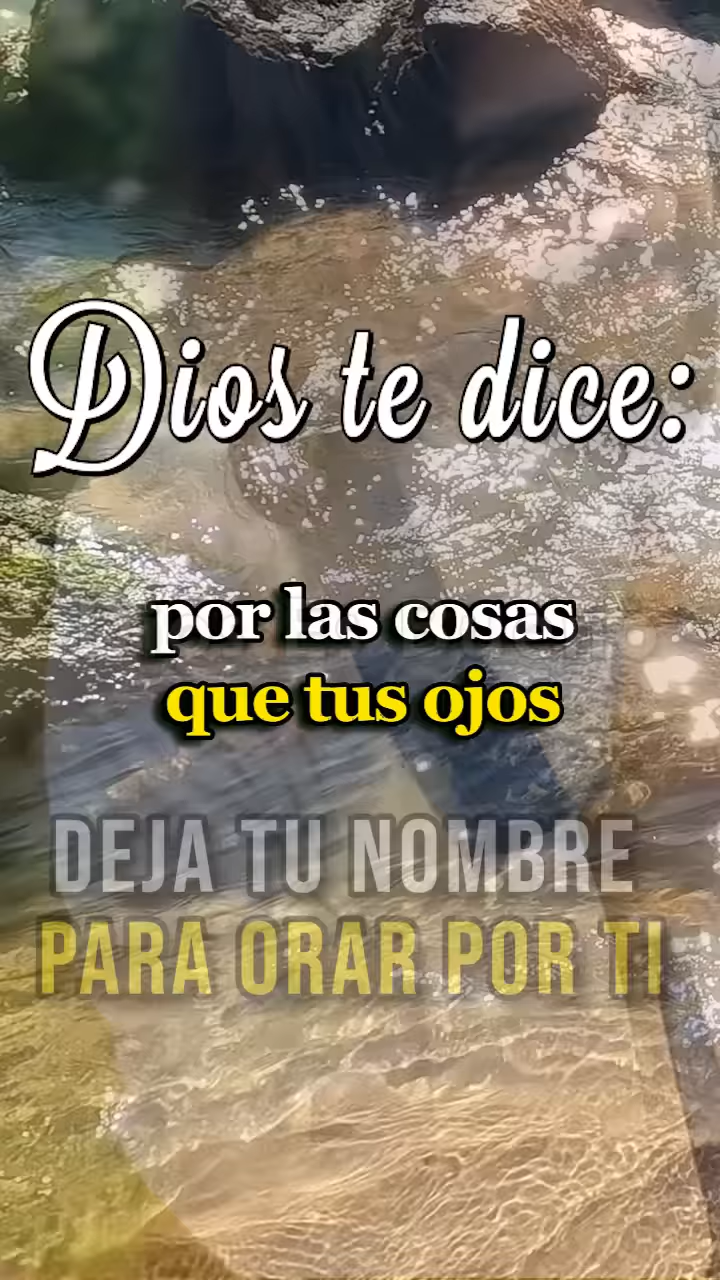 Dios te dice:
por las cosas
que tus ojos
DEJA TU NOMBRE
PARA ORAR POR TI